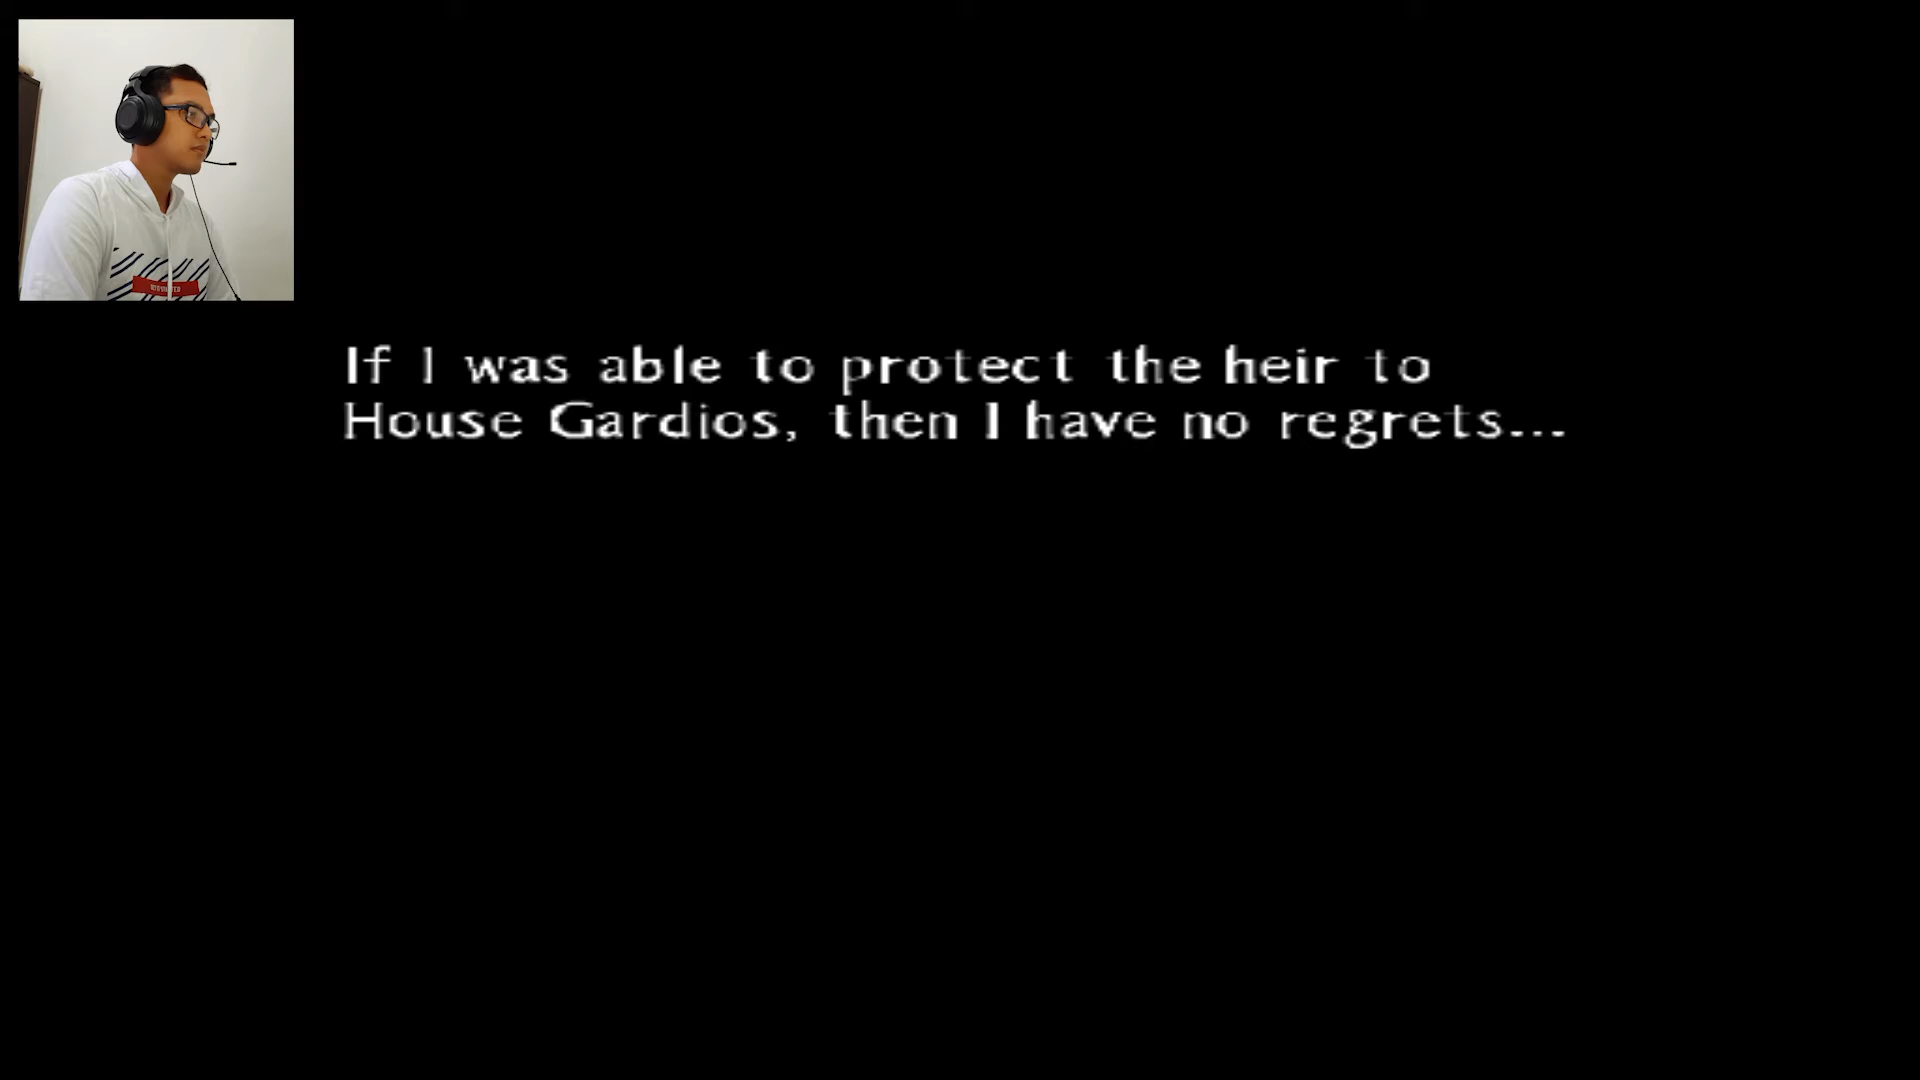 If I was able to protect the heir to
House Gardios, then I have no regrets...